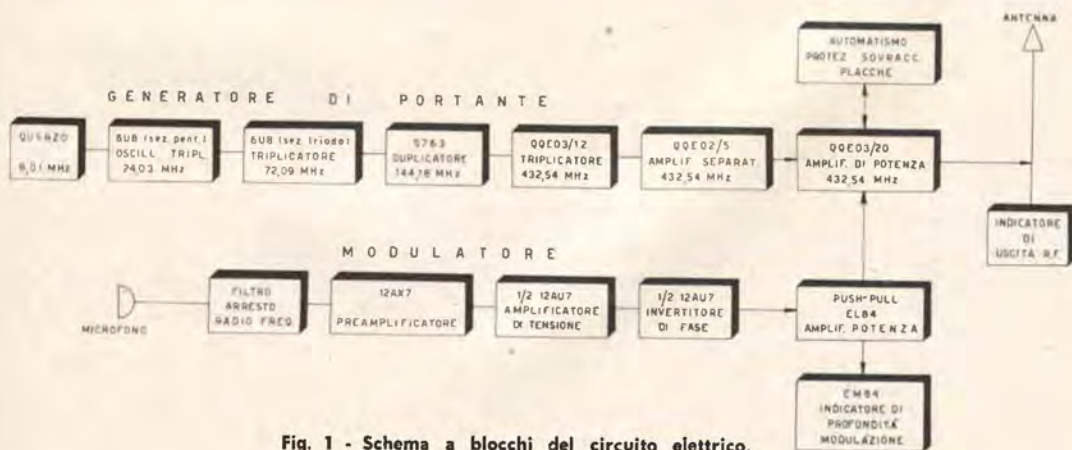 ANTENNA
AUTOMATISMO
PROTEZ SOVRACC.
PLACCHE
GENERATORE DI PORTANTE
QUARZO
8,01 MHz
6U8 (sez pent.)
OSCILL TRIPL.
24,03 MHz
6U8 (sez triodo)
TRIPLICATORE
72,09 MHz
5763
DUPLICATORE
144,18 MHz
QQE03/12
TRIPLICATORE
432,54 MHz
QQE02/5
AMPLIF SEPARAT.
432,54 MHz
QQE03/20
AMPLIF. DI POTENZA
432,54 MHz
INDICATORE
DI
USCITA R.F.
MODULATORE
MICROFONO
FILTRO
ARRESTO
RADIO FREQ
12AX7
PREAMPLIFICATORE
1/2 12AU7
AMPLIFICATORE
DI TENSIONE
1/2 12AU7
INVERTITORE
DI FASE
PUSH-PULL
EL84
AMPLIF. POTENZA
EM84
INDICATORE DI
PROFONDITÀ
MODULAZIONE
Fig. 1 - Schema a blocchi del circuito elettrico.